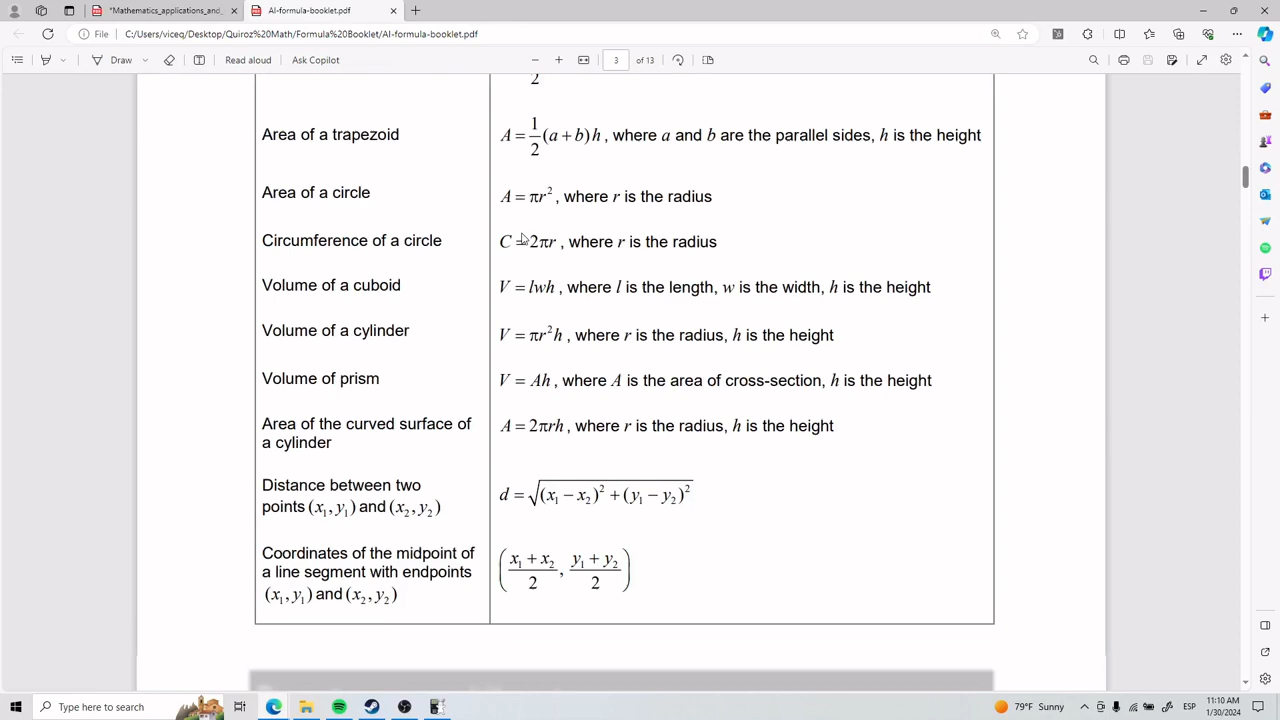 *Mathematics_applications_and_
AI-formula-booklet.pdf
File
C:/Users/viceq/Desktop/Quiroz%20Math/Formula%20Booklet/AI-formula-booklet.pdf
Draw
Read aloud
Ask Copilot
3
of 13
2
Area of a trapezoid
A = 1/2 (a + b) h , where a and b are the parallel sides, h is the height
Area of a circle
A = πr² , where r is the radius
Circumference of a circle
C = 2πr , where r is the radius
Volume of a cuboid
V = lwh , where l is the length, w is the width, h is the height
Volume of a cylinder
V = πr²h , where r is the radius, h is the height
Volume of prism
V = Ah , where A is the area of cross-section, h is the height
Area of the curved surface of
a cylinder
A = 2πrh , where r is the radius, h is the height
Distance between two
points (x₁, y₁) and (x₂, y₂)
d = √((x₁ − x₂)² + (y₁ − y₂)²)
Coordinates of the midpoint of
a line segment with endpoints
(x₁, y₁) and (x₂, y₂)
((x₁ + x₂)/2 , (y₁ + y₂)/2)
Type here to search
79°F Sunny
ESP
11:10 AM
1/30/2024